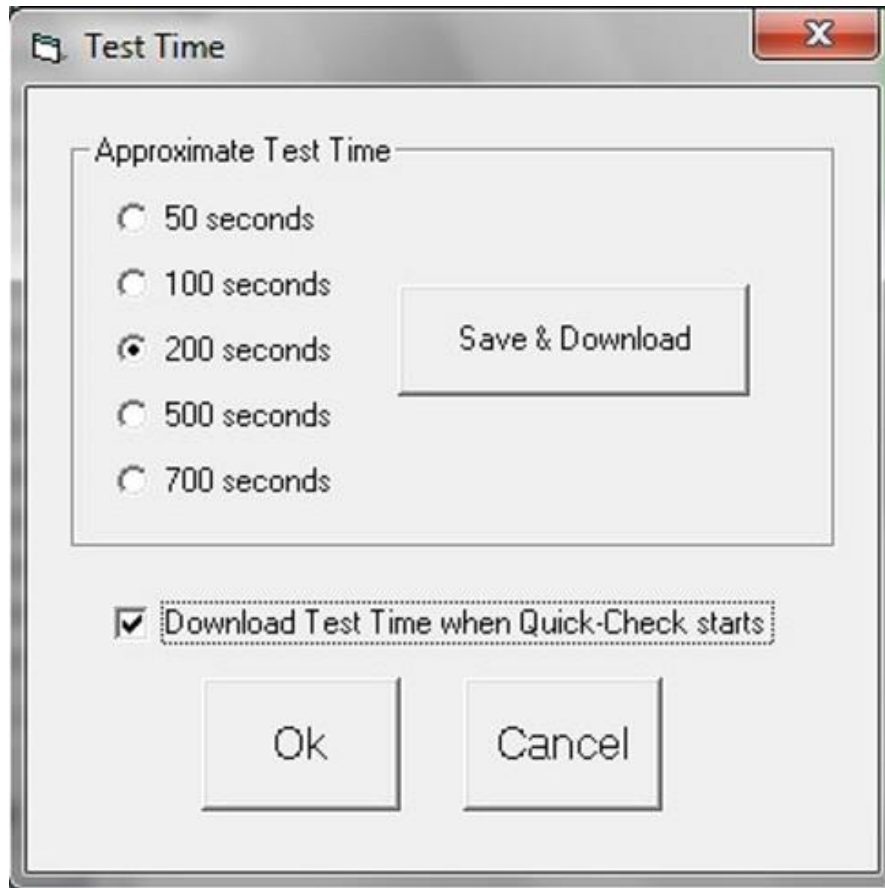 Test Time
Approximate Test Time
50 seconds
100 seconds
200 seconds
Save & Download
500 seconds
700 seconds
Download Test Time when Quick-Check starts
Ok
Cancel